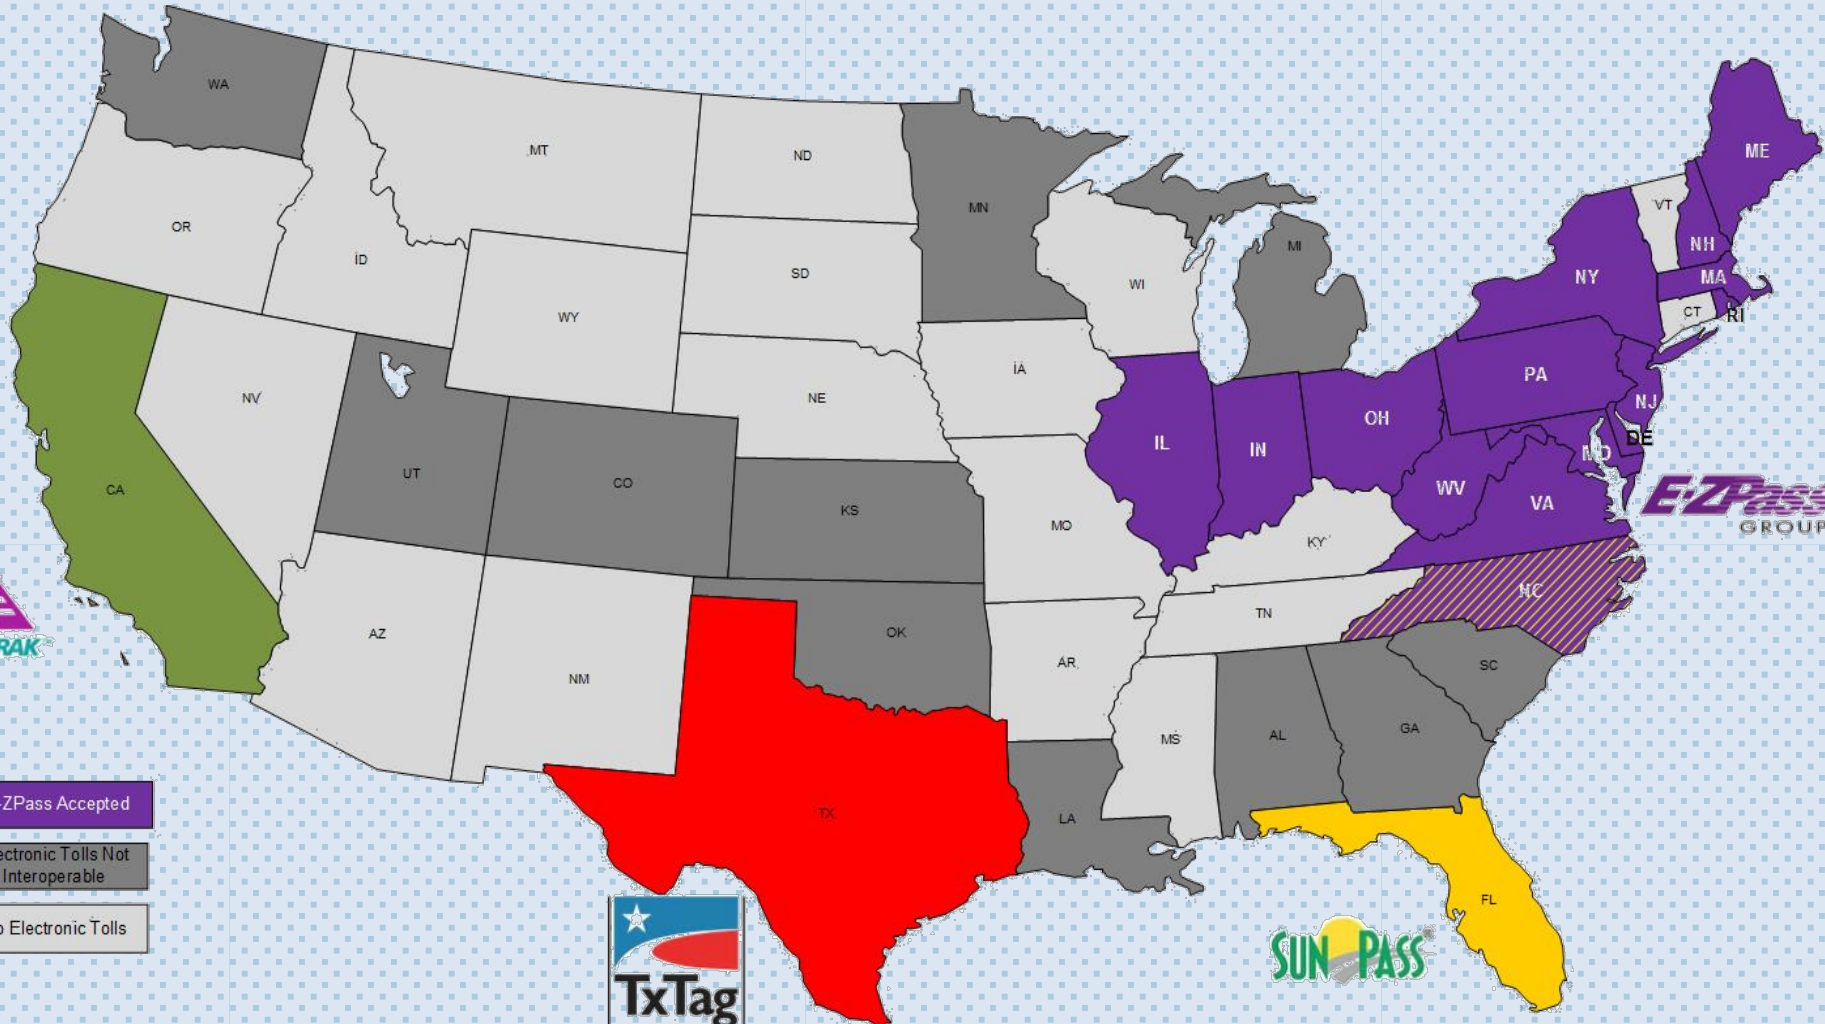 WA
MT
ND
MN
ME
OR
ID
SD
WI
MI
VT
NH
NY
MA
CT
RI
WY
IA
NV
NE
PA
NJ
OH
DE
IL
IN
MD
CA
UT
CO
KS
WV
VA
MO
KY
E-ZPass
GROUP
NC
TN
AZ
OK
RAK
AR
NM
SC
MS
AL
GA
TX
LA
-ZPass Accepted
ectronic Tolls Not
Interoperable
o Electronic Tolls
FL
SUN PASS
TxTag